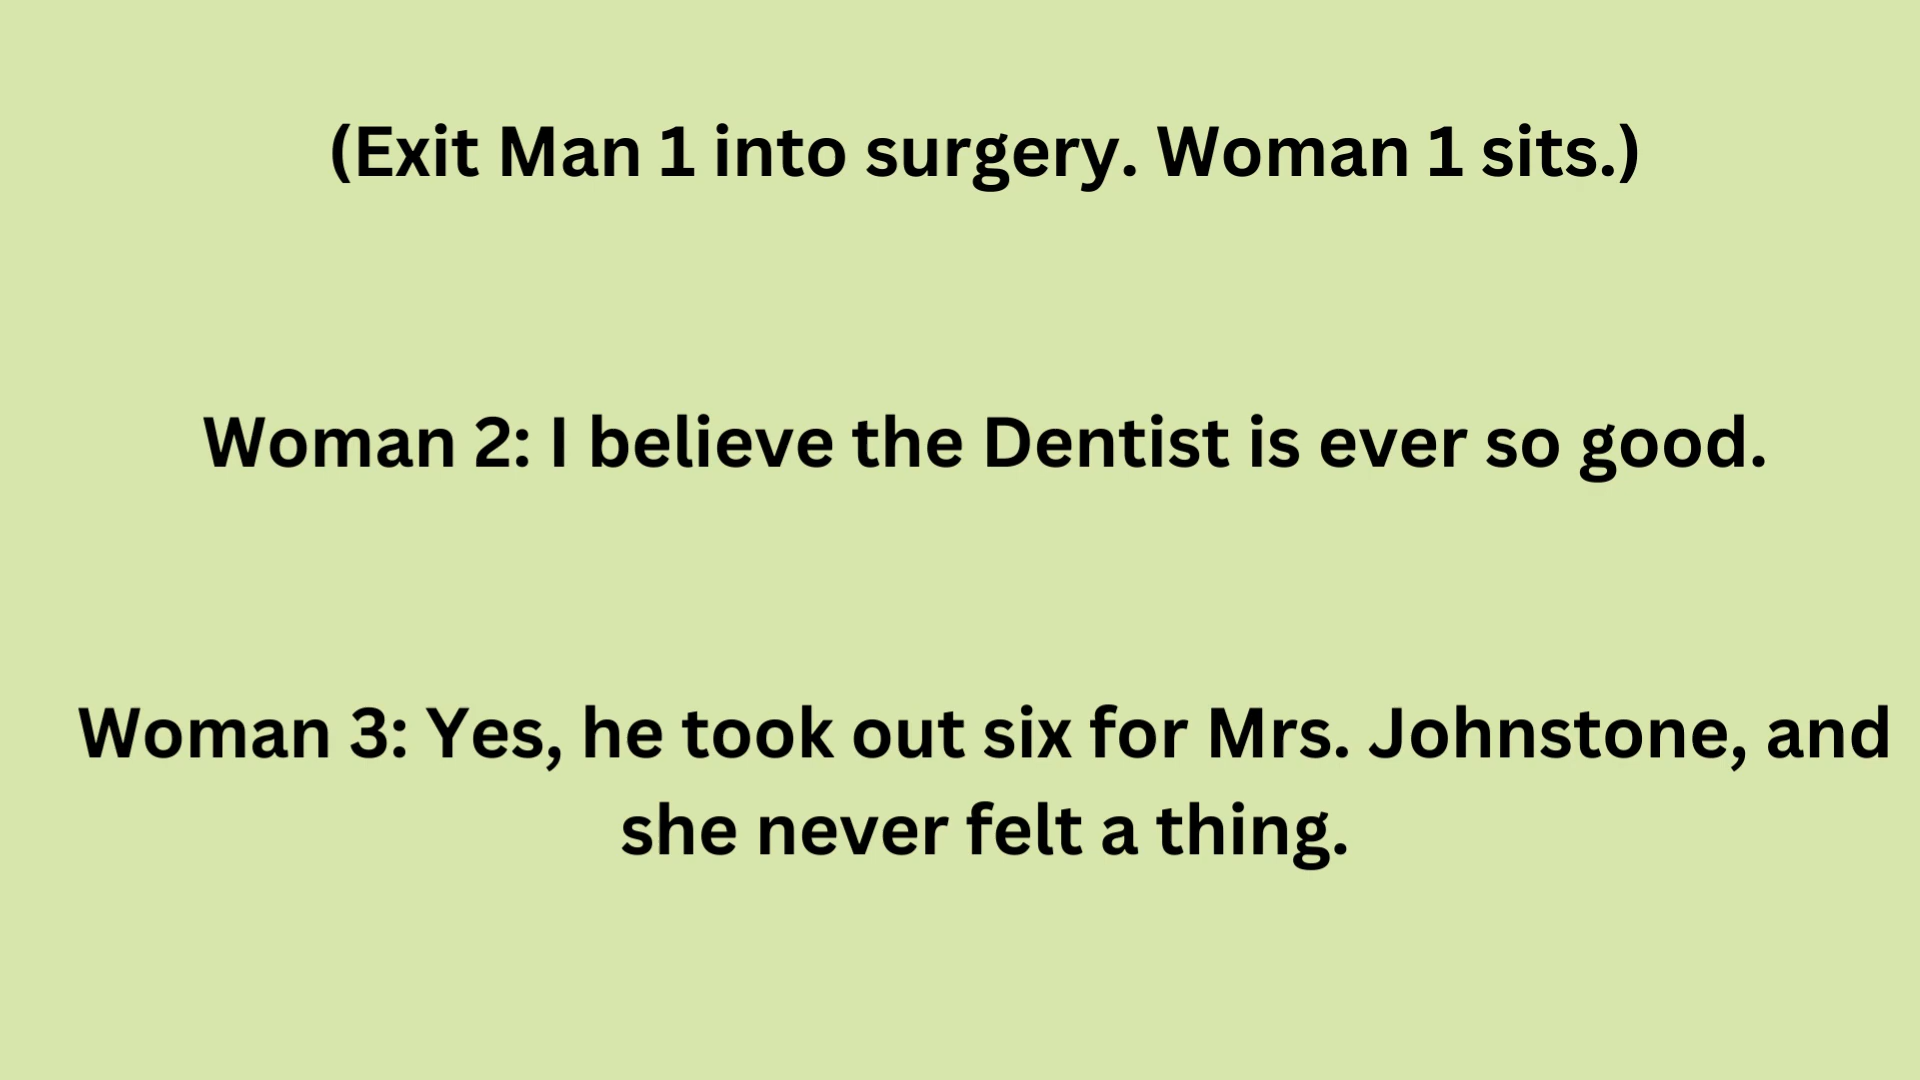 (Exit Man 1 into surgery. Woman 1 sits.)
Woman 2: I believe the Dentist is ever so good.
Woman 3: Yes, he took out six for Mrs. Johnstone, and
she never felt a thing.